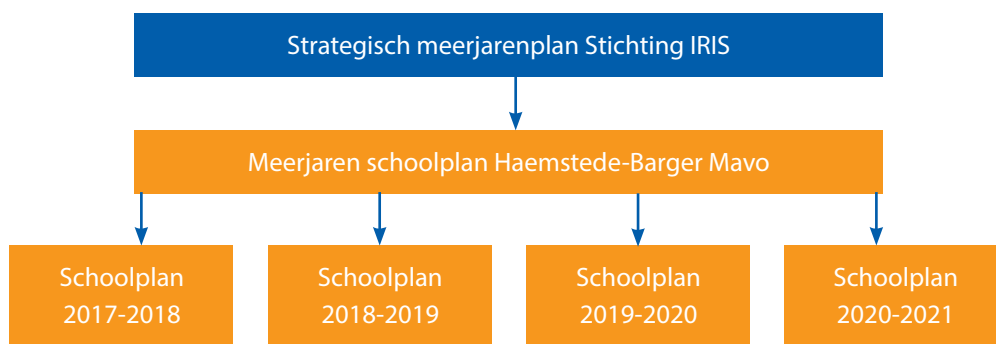 Strategisch meerjarenplan Stichting IRIS
Meerjaren schoolplan Haemstede-Barger Mavo
Schoolplan
2017-2018
Schoolplan
2018-2019
Schoolplan
2019-2020
Schoolplan
2020-2021